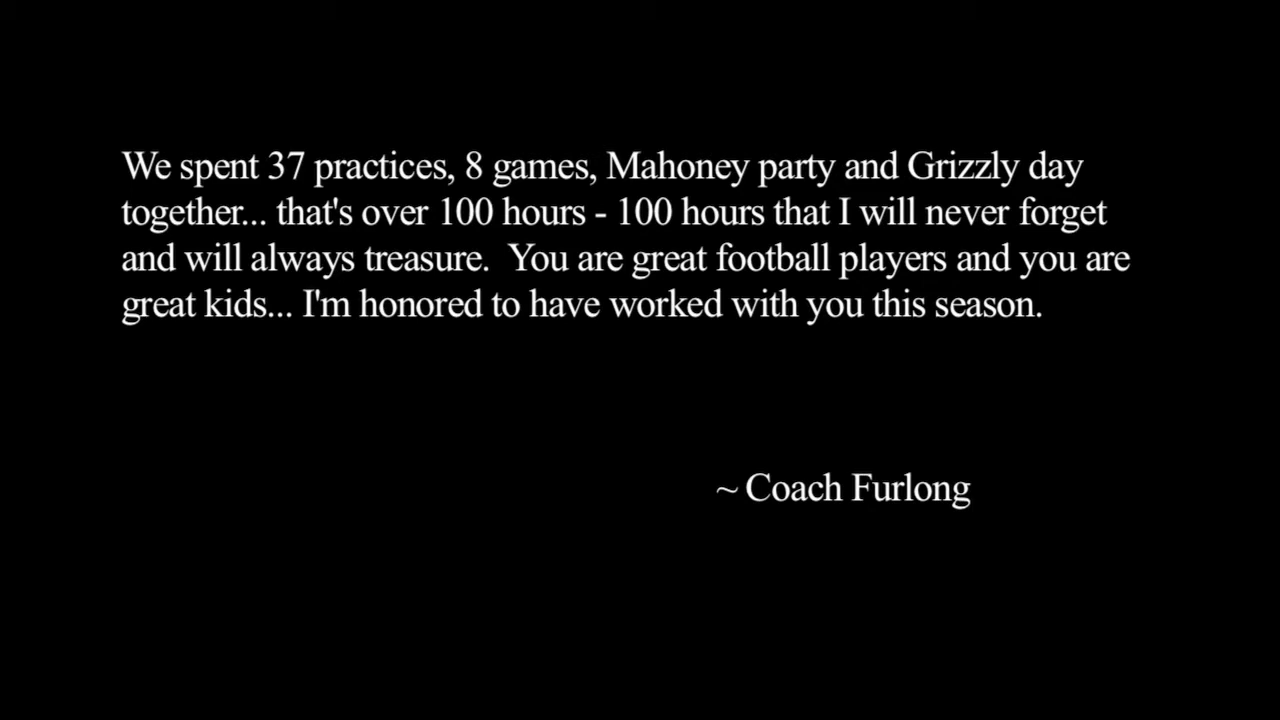 We spent 37 practices, 8 games, Mahoney party and Grizzly day
together... that's over 100 hours - 100 hours that I will never forget
and will always treasure.  You are great football players and you are
great kids... I'm honored to have worked with you this season.
~ Coach Furlong